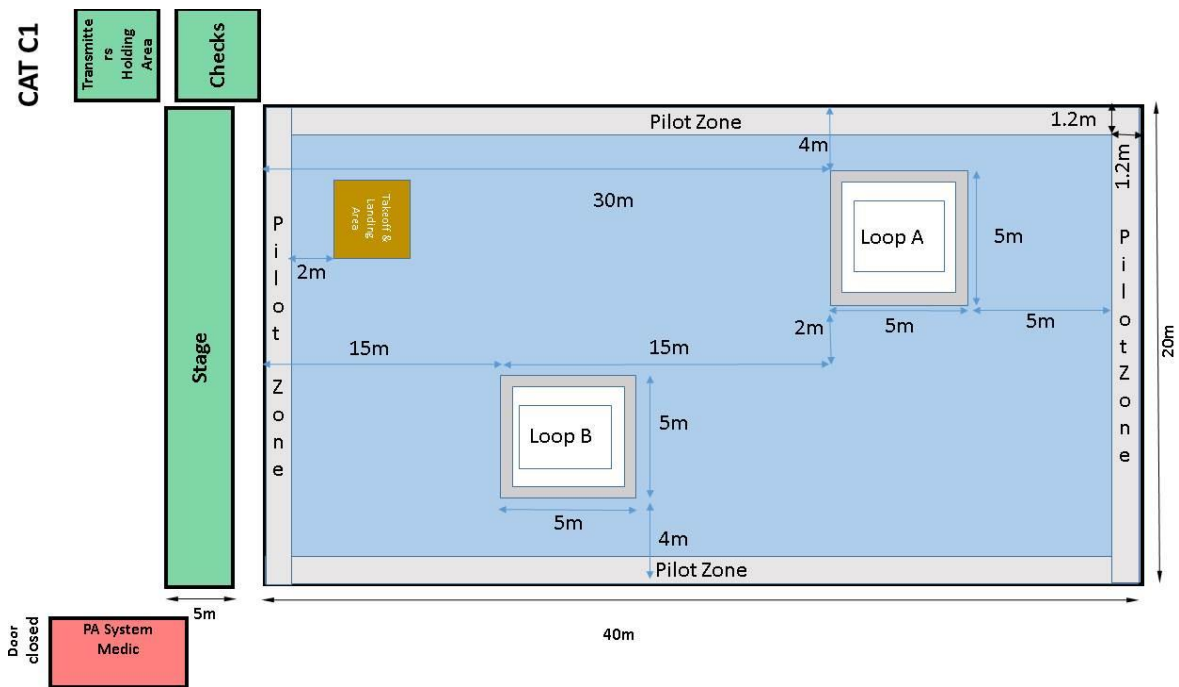 CAT C1
Transmitte
rs
Holding
Area
Checks
Pilot Zone
1.2m
4m
1.2m
30m
Takeoff &
Landing
Area
Loop A
5m
2m
Pilot Zone
Pilot Zone
Stage
2m
5m
5m
20m
15m
15m
Loop B
5m
5m
4m
Pilot Zone
5m
40m
Door
closed
PA System
Medic